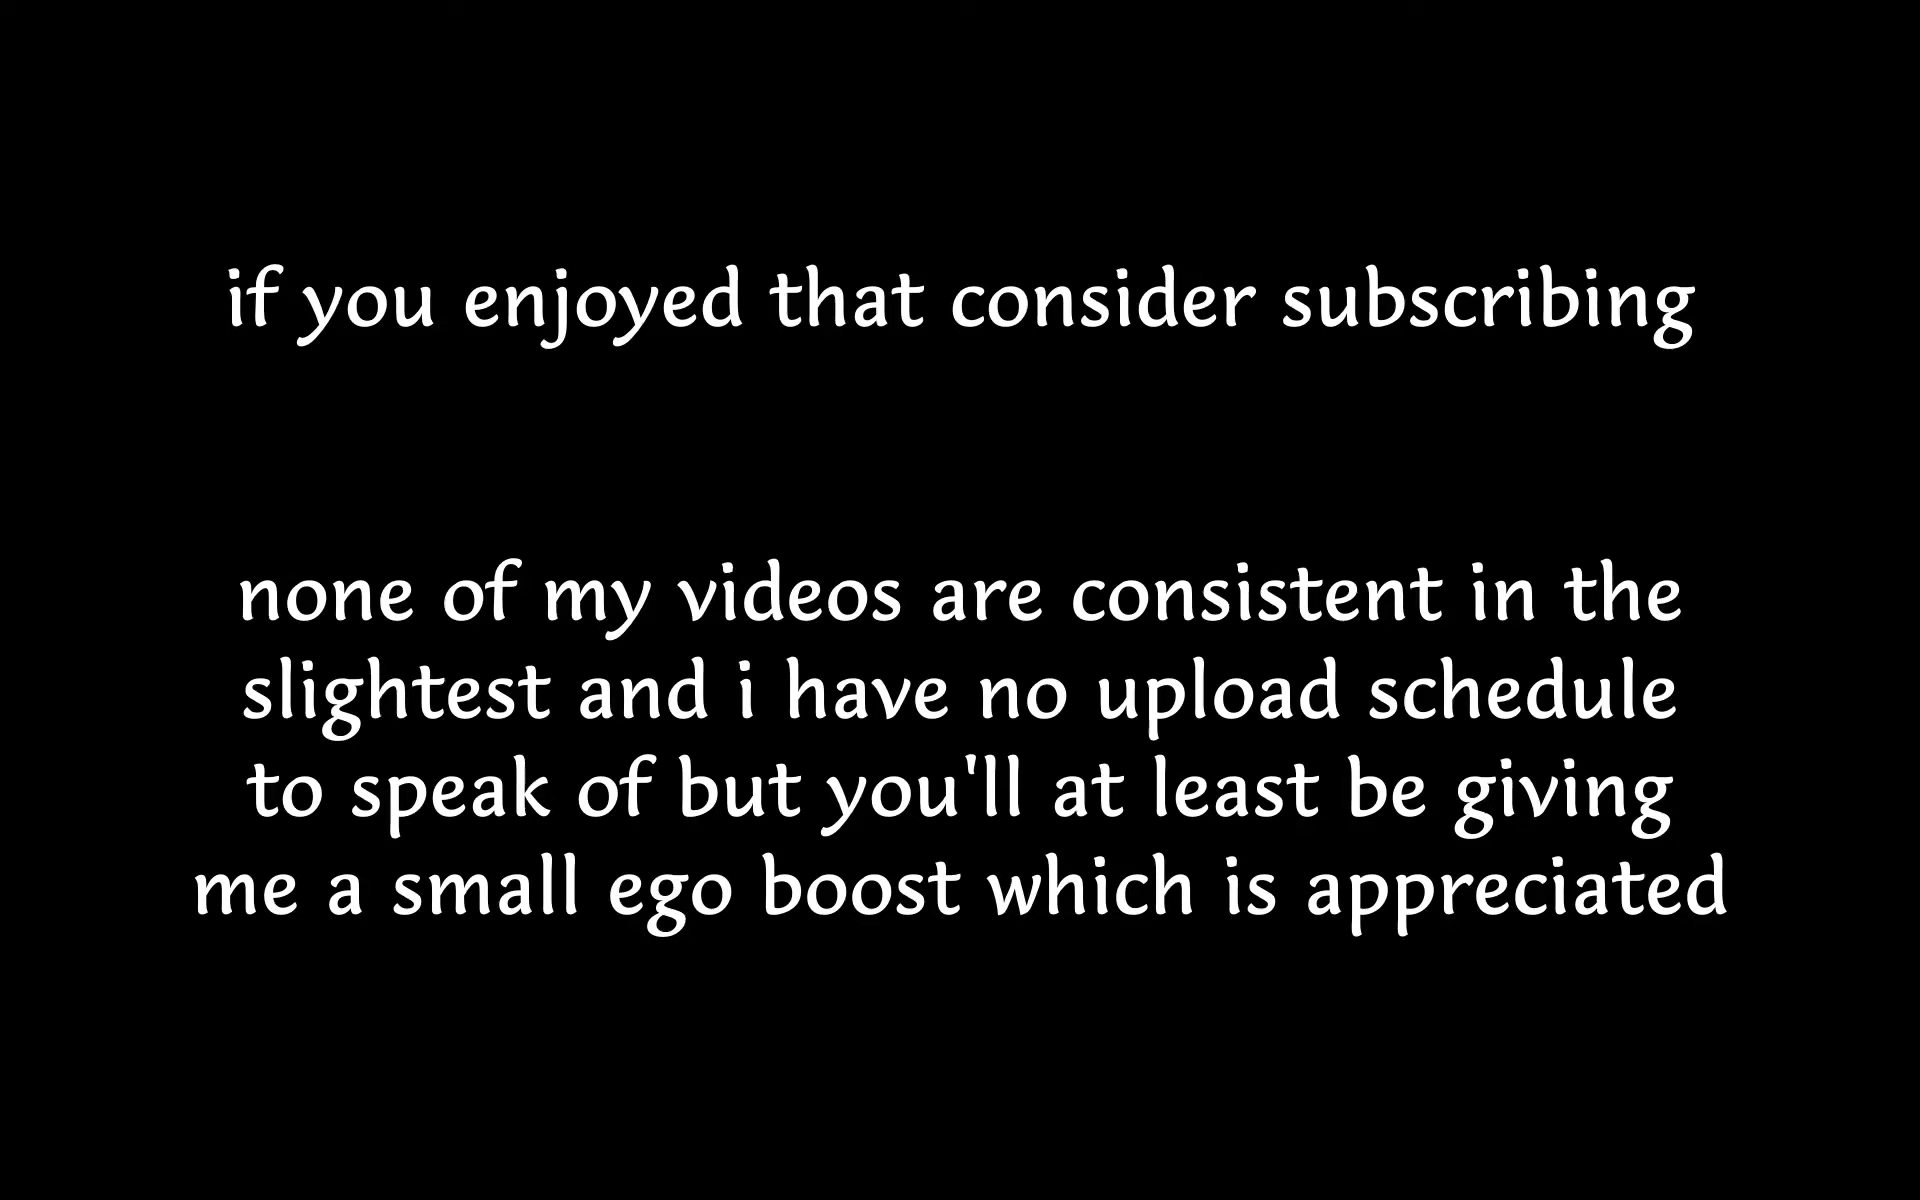 if you enjoyed that consider subscribing
none of my videos are consistent in the
slightest and i have no upload schedule
to speak of but you'll at least be giving
me a small ego boost which is appreciated